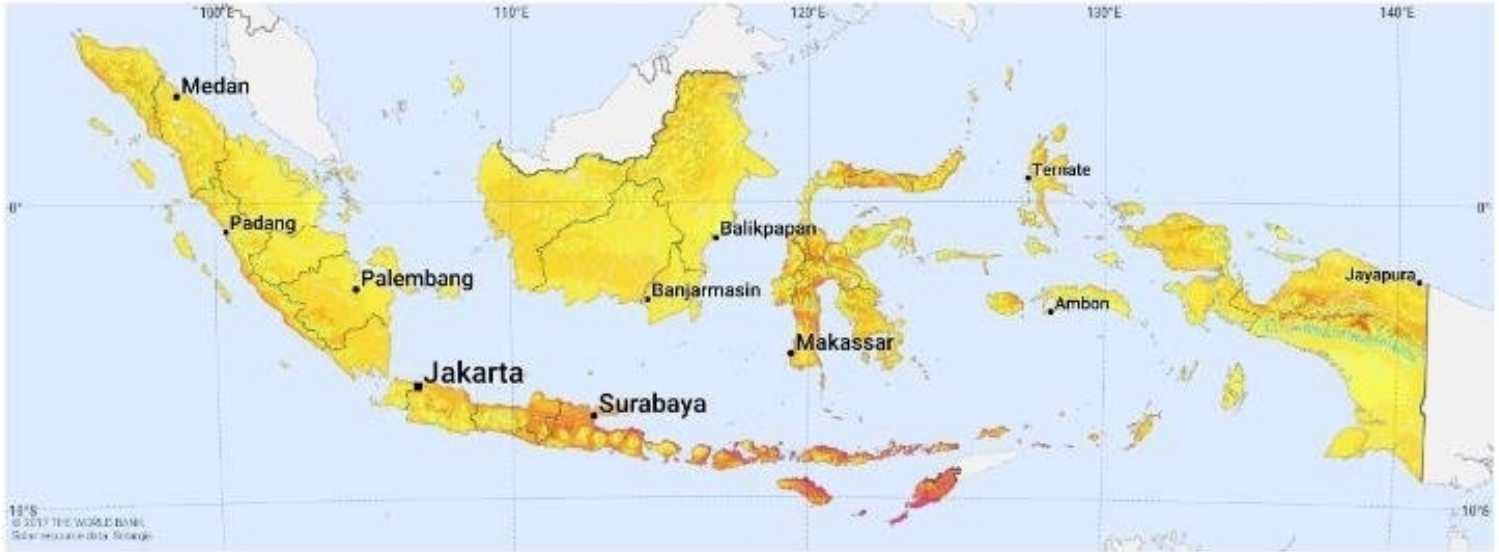 100°E 110°E 120°E 130°E 140°E
Medan
Ternate
0° 0°
Padang
Balikpapan
Palembang
Jayapura
Banjarmasin
Ambon
Makassar
Jakarta
Surabaya
10°S 10°S
© 2017 THE WORLD BANK
Solar resource data: Solargis